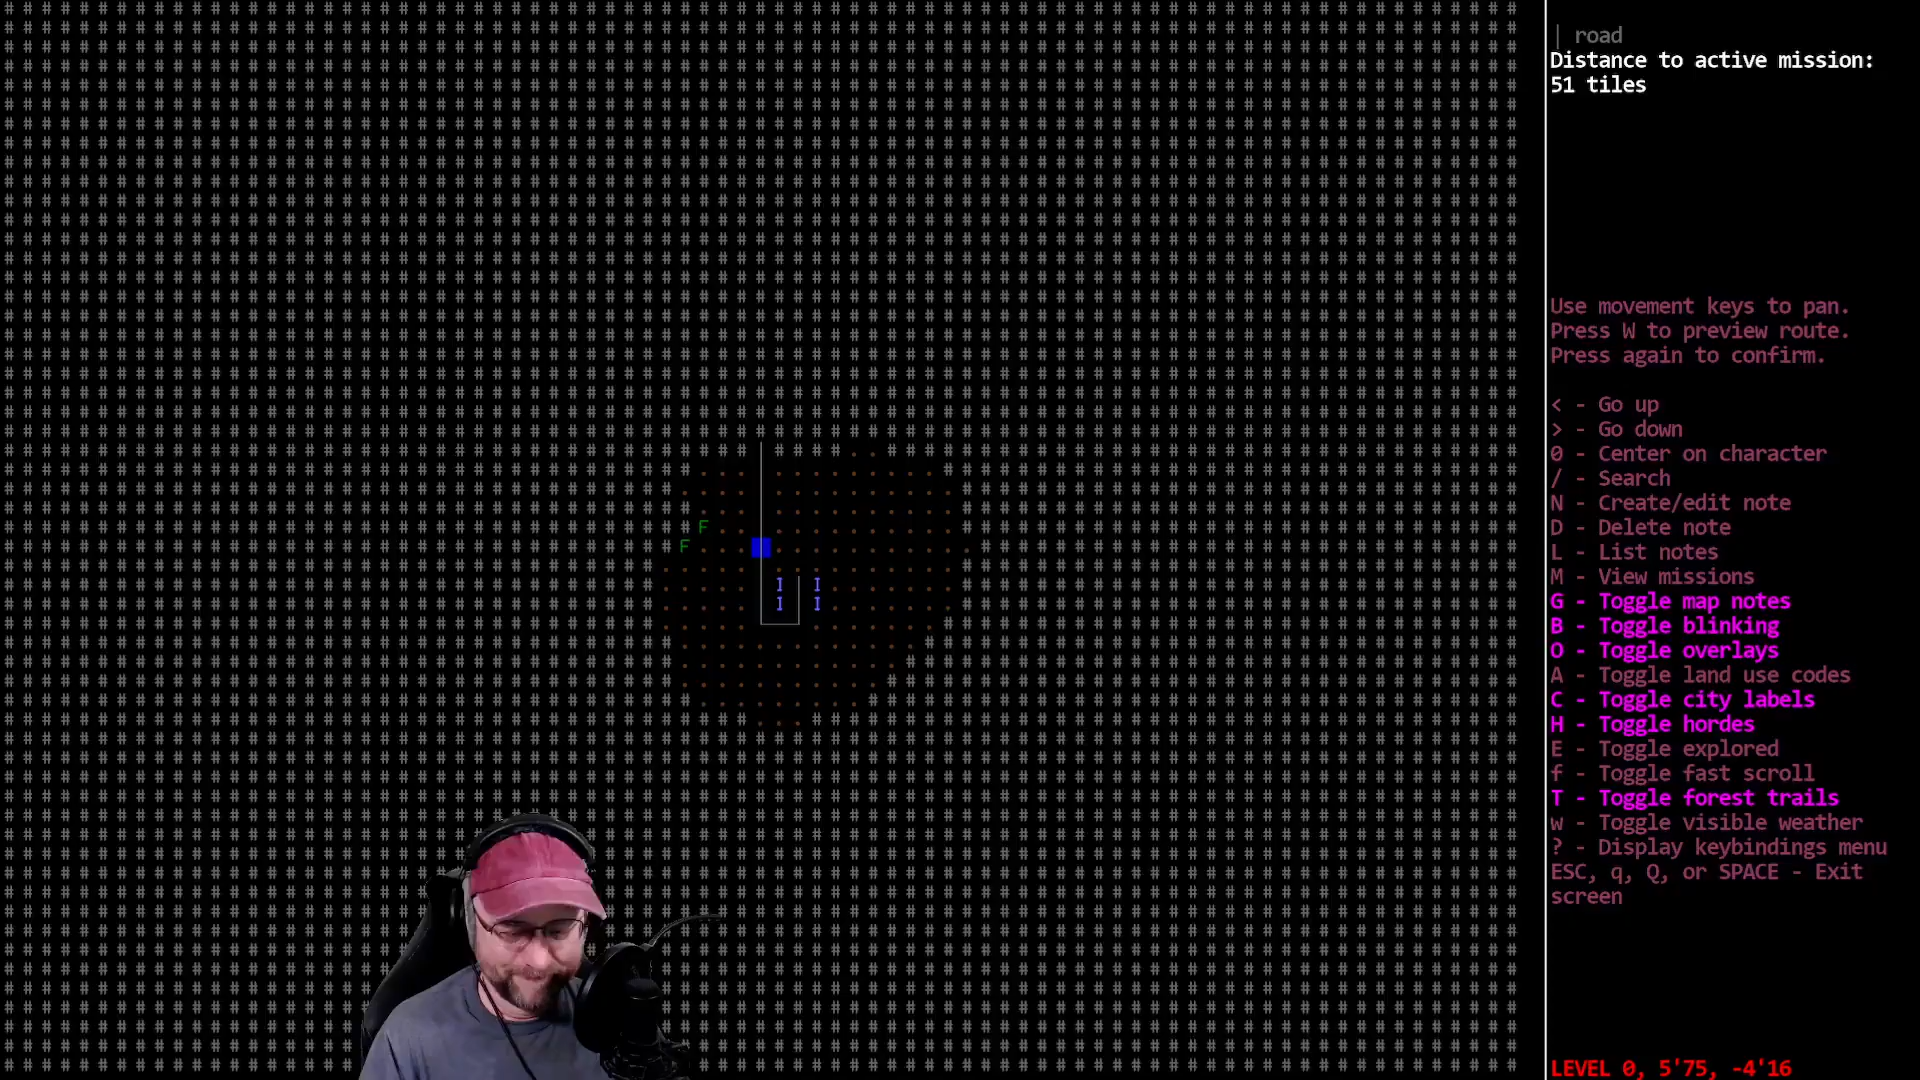 | road
Distance to active mission:
51 tiles
Use movement keys to pan.
Press W to preview route.
Press again to confirm.
< - Go up
> - Go down
0 - Center on character
/ - Search
N - Create/edit note
D - Delete note
L - List notes
M - View missions
G - Toggle map notes
B - Toggle blinking
O - Toggle overlays
A - Toggle land use codes
C - Toggle city labels
H - Toggle hordes
E - Toggle explored
f - Toggle fast scroll
T - Toggle forest trails
w - Toggle visible weather
? - Display keybindings menu
ESC, q, Q, or SPACE - Exit
screen
LEVEL 0, 5'75, -4'16
F
F
I I
I I